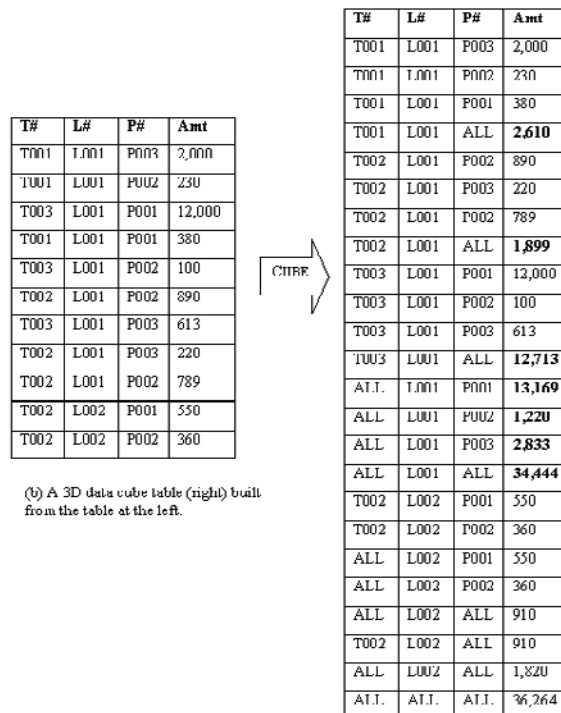 T# L# P# Amt
T001 L001 P003 2,000
T001 L001 P002 230
T003 L001 P001 12,000
T001 L001 P001 380
T003 L001 P002 100
T002 L001 P002 890
T003 L001 P003 613
T002 L001 P003 220
T002 L001 P002 789
T002 L002 P001 550
T002 L002 P002 360
(b) A 3D data cube table (right) built
from the table at the left.
CUBE
T# L# P# Amt
T001 L001 P003 2,000
T001 L001 P002 230
T001 L001 P001 380
T001 L001 ALL 2,610
T002 L001 P002 890
T002 L001 P003 220
T002 L001 P002 789
T002 L001 ALL 1,899
T003 L001 P001 12,000
T003 L001 P002 100
T003 L001 P003 613
T003 L001 ALL 12,713
ALL L001 P001 13,169
ALL L001 P002 1,220
ALL L001 P003 2,833
ALL L001 ALL 34,444
T002 L002 P001 550
T002 L002 P002 360
ALL L002 P001 550
ALL L002 P002 360
ALL L002 ALL 910
T002 L002 ALL 910
ALL L002 ALL 1,820
ALL ALL ALL 36,264